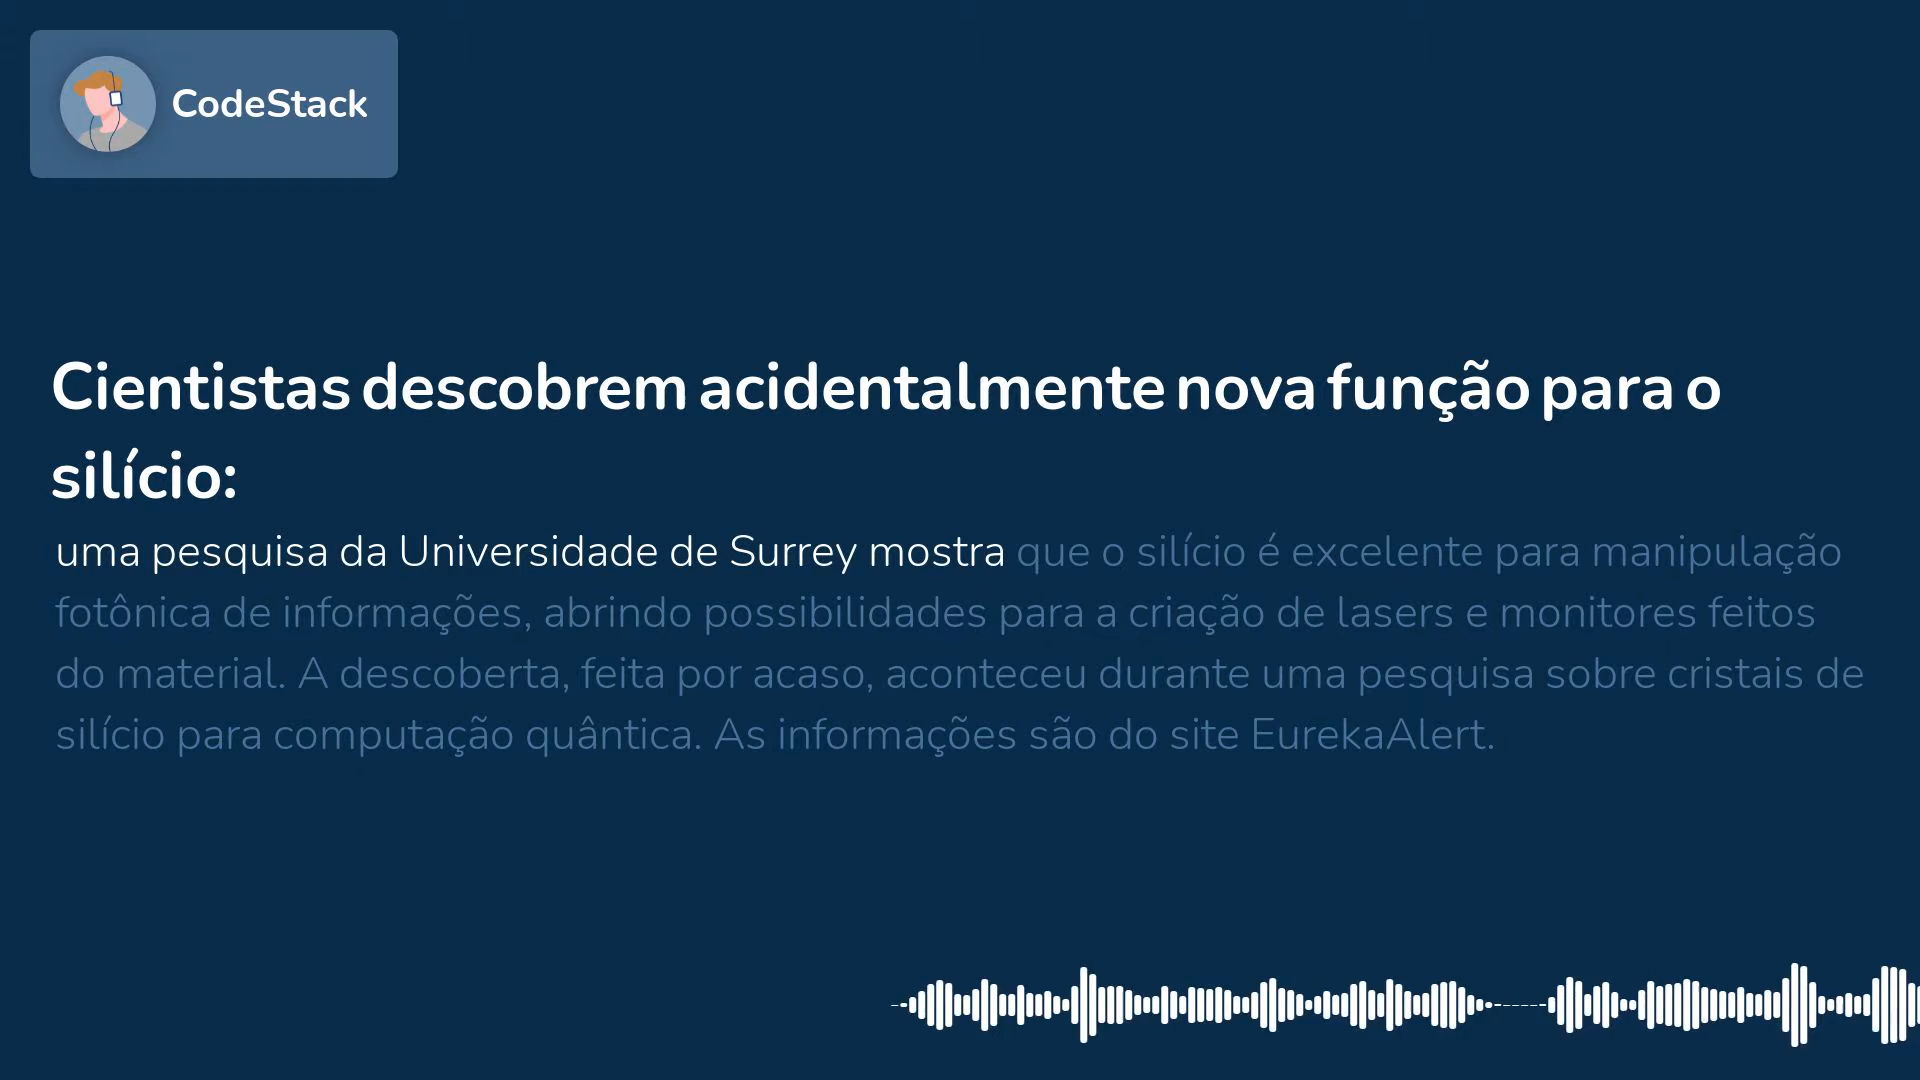 CodeStack
Cientistas descobrem acidentalmente nova função para o
silício:
uma pesquisa da Universidade de Surrey mostra que o silício é excelente para manipulação
fotônica de informações, abrindo possibilidades para a criação de lasers e monitores feitos
do material. A descoberta, feita por acaso, aconteceu durante uma pesquisa sobre cristais de
silício para computação quântica. As informações são do site EurekaAlert.